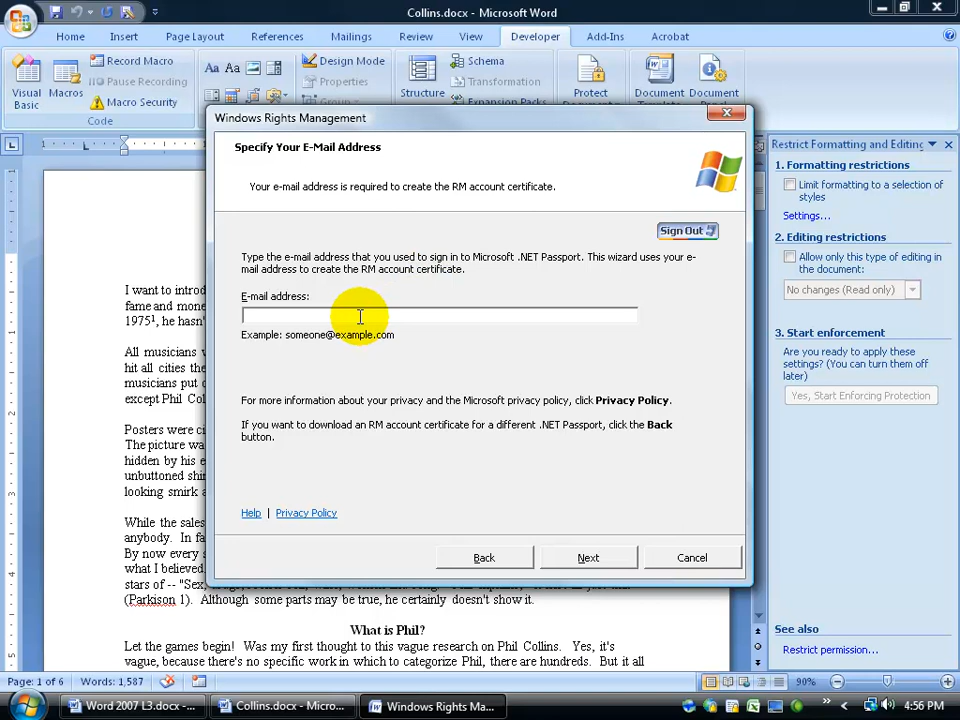 Collins.docx - Microsoft Word
Home Insert Page Layout References Mailings Review View Developer Add-Ins Acrobat
Visual Basic
Macros
Record Macro
Pause Recording
Macro Security
Code
Aa Aa
Design Mode
Properties
Group
Structure
Schema
Transformation
Expansion Packs
Protect
Document
Document
Windows Rights Management
Specify Your E-Mail Address
Your e-mail address is required to create the RM account certificate.
Sign Out
Type the e-mail address that you used to sign in to Microsoft .NET Passport. This wizard uses your e-
mail address to create the RM account certificate.
E-mail address:
Example: someone@example.com
For more information about your privacy and the Microsoft privacy policy, click Privacy Policy.
If you want to download an RM account certificate for a different .NET Passport, click the Back
button.
Help | Privacy Policy
Back Next Cancel
Restrict Formatting and Editing
1. Formatting restrictions
Limit formatting to a selection of
styles
Settings...
2. Editing restrictions
Allow only this type of editing in
the document:
No changes (Read only)
3. Start enforcement
Are you ready to apply these
settings? (You can turn them off
later)
Yes, Start Enforcing Protection
See also
Restrict permission...
I want to introd
fame and mone
1975¹, he hasn'
All musicians
hit all cities the
musicians put o
except Phil Col
Posters were ci
The picture wa
hidden by his e
unbuttoned shir
looking smirk a
While the sales
anybody. In fa
By now every s
what I believed
stars of -- "Sex,
(Parkison 1). Although some parts may be true, he certainly doesn't show it.
What is Phil?
Let the games begin! Was my first thought to this vague research on Phil Collins. Yes, it's
vague, because there's no specific work in which to categorize Phil, there are hundreds. But it all
Page: 1 of 6 Words: 1,587 90%
Word 2007 L3.docx -... Collins.docx - Micros... Windows Rights Ma... 4:56 PM